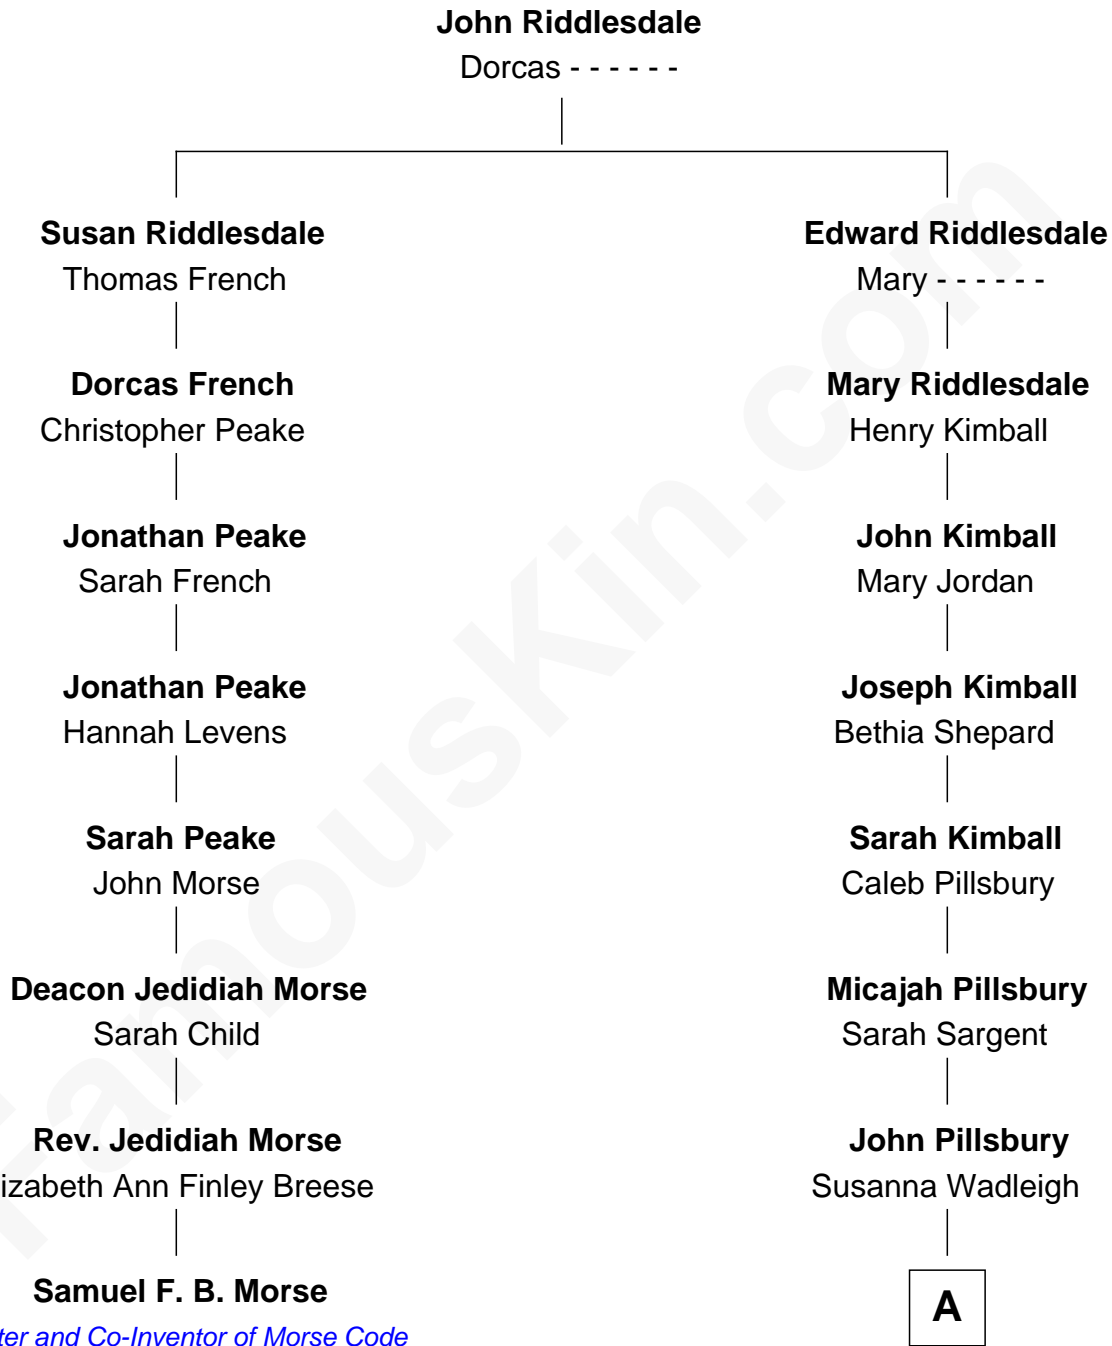 John Riddlesdale
Dorcas - - - - - -
Susan Riddlesdale
Thomas French
Edward Riddlesdale
Mary - - - - - -
Dorcas French
Christopher Peake
Mary Riddlesdale
Henry Kimball
Jonathan Peake
Sarah French
John Kimball
Mary Jordan
Jonathan Peake
Hannah Levens
Joseph Kimball
Bethia Shepard
Sarah Peake
John Morse
Sarah Kimball
Caleb Pillsbury
Deacon Jedidiah Morse
Sarah Child
Micajah Pillsbury
Sarah Sargent
Rev. Jedidiah Morse
izabeth Ann Finley Breese
John Pillsbury
Susanna Wadleigh
Samuel F. B. Morse
ter and Co-Inventor of Morse Code
A
FamousKin.com